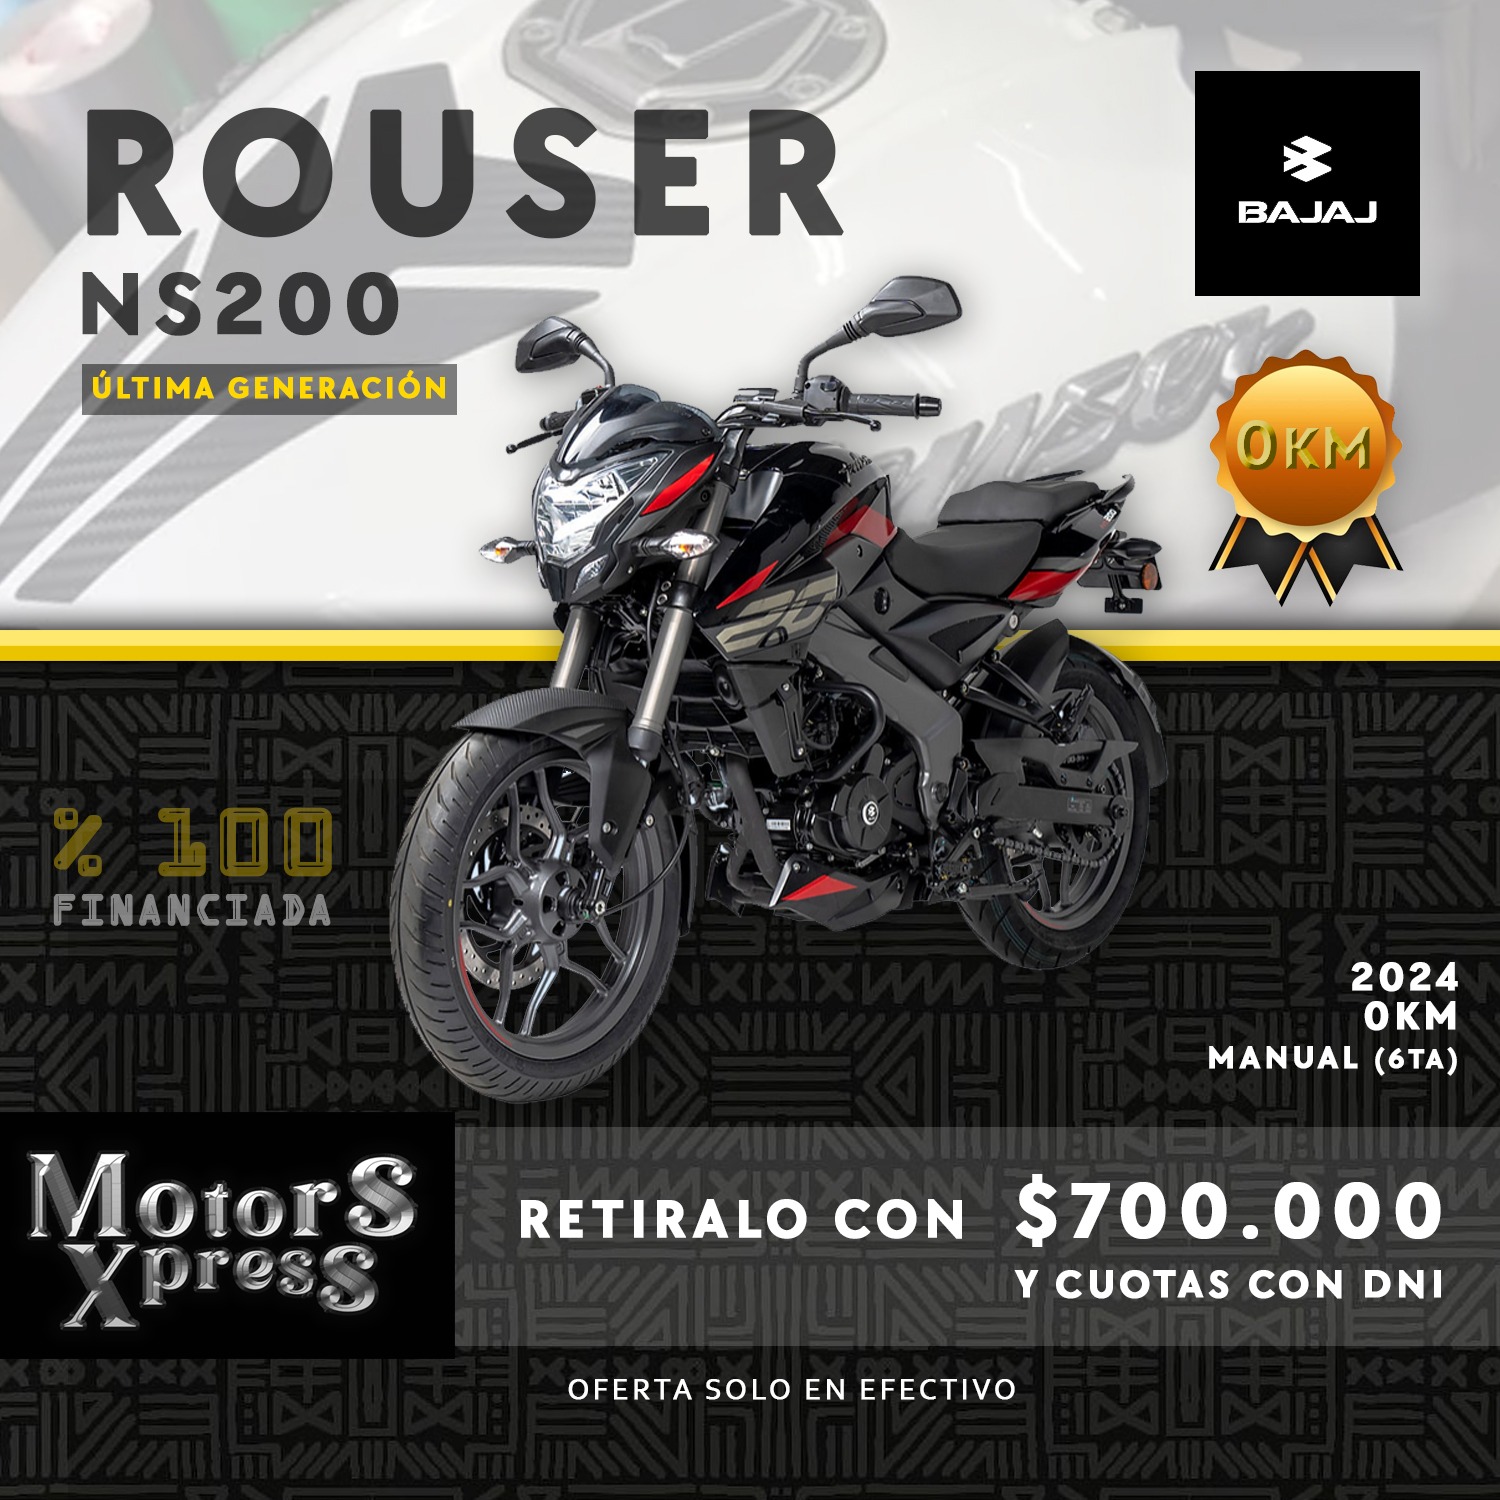 ROUSER
NS200
ÚLTIMA GENERACIÓN
BAJAJ
0KM
% 100
FINANCIADA
2024
0KM
MANUAL (6TA)
MotorS
XpresS
RETIRALO CON $700.000
Y CUOTAS CON DNI
OFERTA SOLO EN EFECTIVO